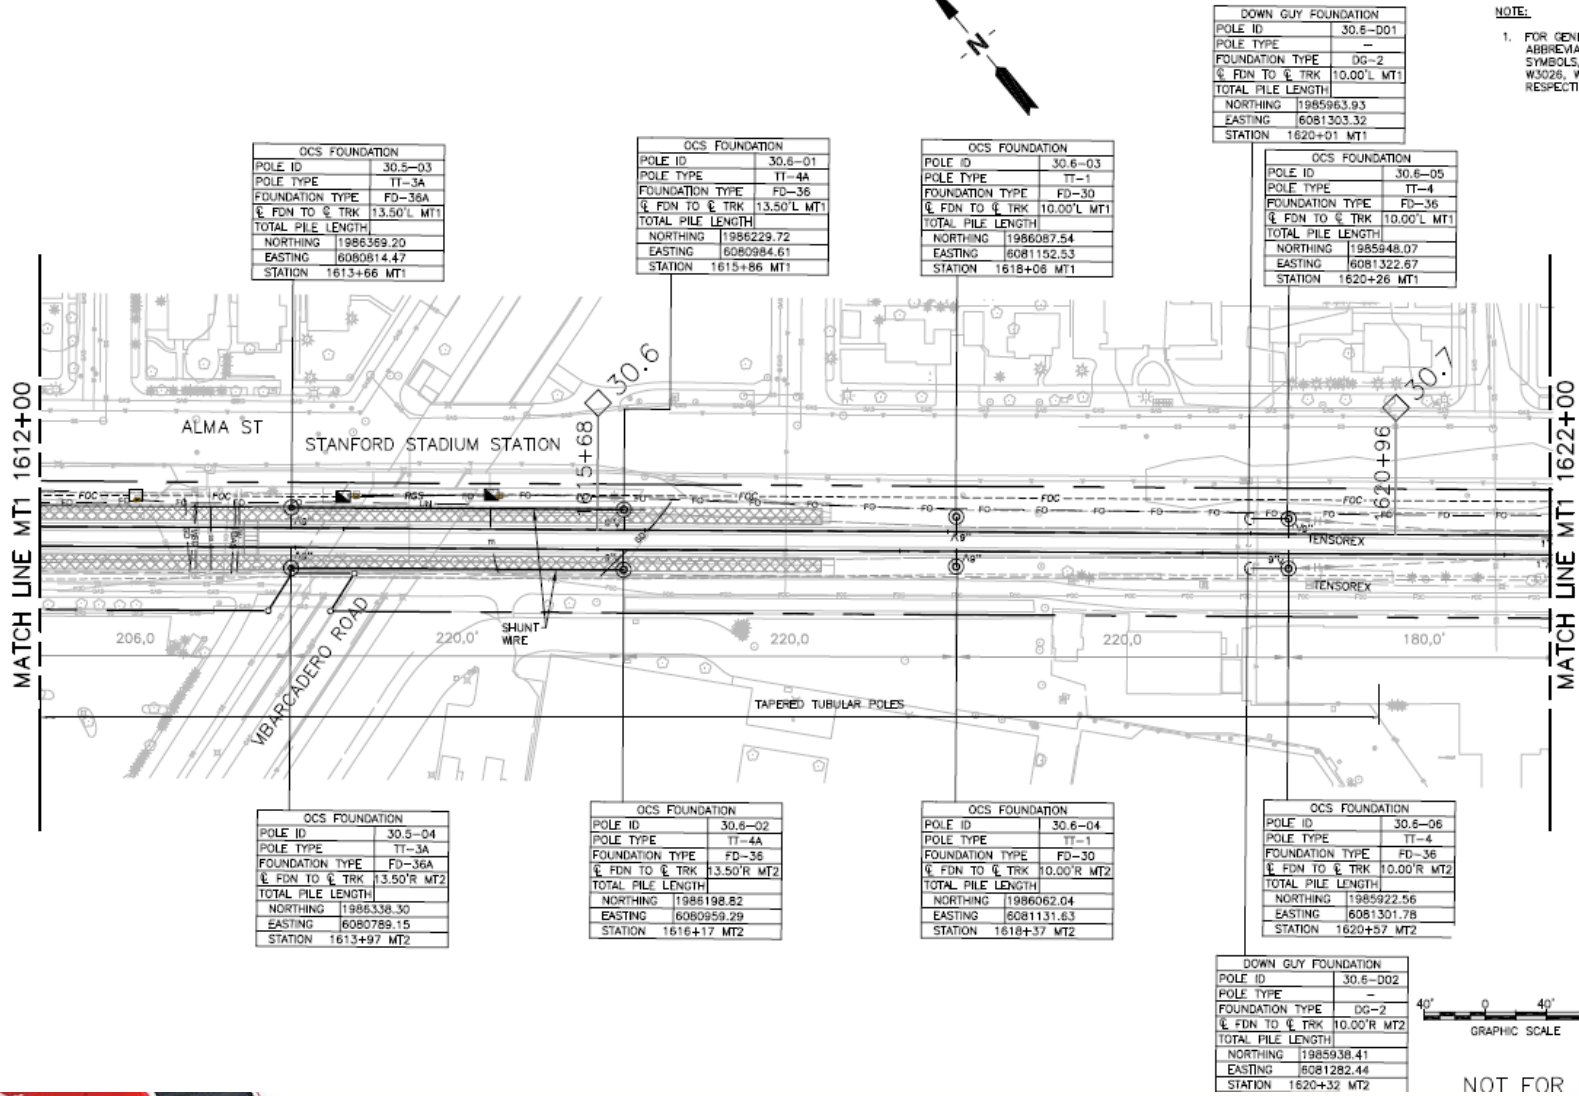 N
NOTE:
1. FOR GEN
ABBREVIA
SYMBOLS,
W3026, W
RESPECTI
DOWN GUY FOUNDATION
POLE ID 30.6-D01
POLE TYPE –
FOUNDATION TYPE DG-2
℄ FDN TO ℄ TRK 10.00'L MT1
TOTAL PILE LENGTH
NORTHING 1985963.93
EASTING 6081303.32
STATION 1620+01 MT1
OCS FOUNDATION
POLE ID 30.5-03
POLE TYPE TT-3A
FOUNDATION TYPE FD-36A
℄ FDN TO ℄ TRK 13.50'L MT1
TOTAL PILE LENGTH
NORTHING 1986369.20
EASTING 6080814.47
STATION 1613+66 MT1
OCS FOUNDATION
POLE ID 30.6-01
POLE TYPE TT-4A
FOUNDATION TYPE FD-36
℄ FDN TO ℄ TRK 13.50'L MT1
TOTAL PILE LENGTH
NORTHING 1986229.72
EASTING 6080984.61
STATION 1615+86 MT1
OCS FOUNDATION
POLE ID 30.6-03
POLE TYPE TT-1
FOUNDATION TYPE FD-30
℄ FDN TO ℄ TRK 10.00'L MT1
TOTAL PILE LENGTH
NORTHING 1986087.54
EASTING 6081152.53
STATION 1618+06 MT1
OCS FOUNDATION
POLE ID 30.6-05
POLE TYPE TT-4
FOUNDATION TYPE FD-36
℄ FDN TO ℄ TRK 10.00'L MT1
TOTAL PILE LENGTH
NORTHING 1985948.07
EASTING 6081322.67
STATION 1620+26 MT1
MATCH LINE MT1 1612+00
ALMA ST
STANFORD STADIUM STATION
30.6
30.7
1620+96
MATCH LINE MT1 1622+00
FOC FOC RGS FO FOC FOC FOC
TENSOREX
TENSOREX
SHUNT
WIRE
206,0 220,0' 220,0 220,0' 180,0'
MBARCADERO ROAD
TAPERED TUBULAR POLES
OCS FOUNDATION
POLE ID 30.5-04
POLE TYPE TT-3A
FOUNDATION TYPE FD-36A
℄ FDN TO ℄ TRK 13.50'R MT2
TOTAL PILE LENGTH
NORTHING 1986338.30
EASTING 6080789.15
STATION 1613+97 MT2
OCS FOUNDATION
POLE ID 30.6-02
POLE TYPE TT-4A
FOUNDATION TYPE FD-36
℄ FDN TO ℄ TRK 13.50'R MT2
TOTAL PILE LENGTH
NORTHING 1986198.82
EASTING 6080959.29
STATION 1616+17 MT2
OCS FOUNDATION
POLE ID 30.6-04
POLE TYPE TT-1
FOUNDATION TYPE FD-30
℄ FDN TO ℄ TRK 10.00'R MT2
TOTAL PILE LENGTH
NORTHING 1986062.04
EASTING 6081131.63
STATION 1618+37 MT2
OCS FOUNDATION
POLE ID 30.6-06
POLE TYPE TT-4
FOUNDATION TYPE FD-36
℄ FDN TO ℄ TRK 10.00'R MT2
TOTAL PILE LENGTH
NORTHING 1985922.56
EASTING 6081301.78
STATION 1620+57 MT2
DOWN GUY FOUNDATION
POLE ID 30.6-D02
POLE TYPE –
FOUNDATION TYPE DG-2
℄ FDN TO ℄ TRK 10.00'R MT2
TOTAL PILE LENGTH
NORTHING 1985938.41
EASTING 6081282.44
STATION 1620+32 MT2
40' 0 40'
GRAPHIC SCALE
NOT FOR